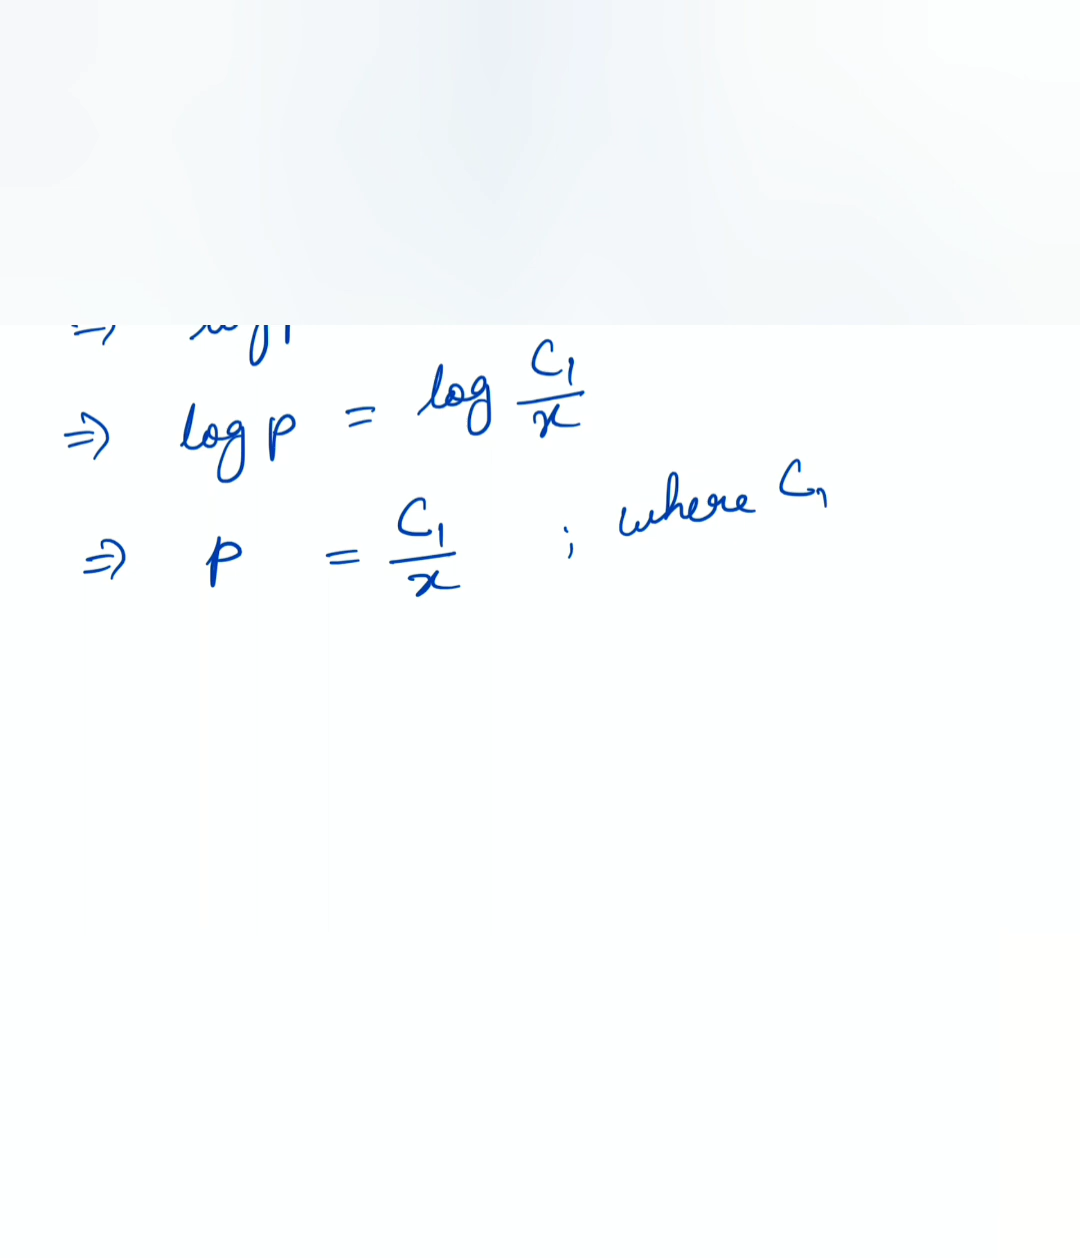 ⇒ log p = log C₁/x
⇒ p = C₁/x ; where C₁